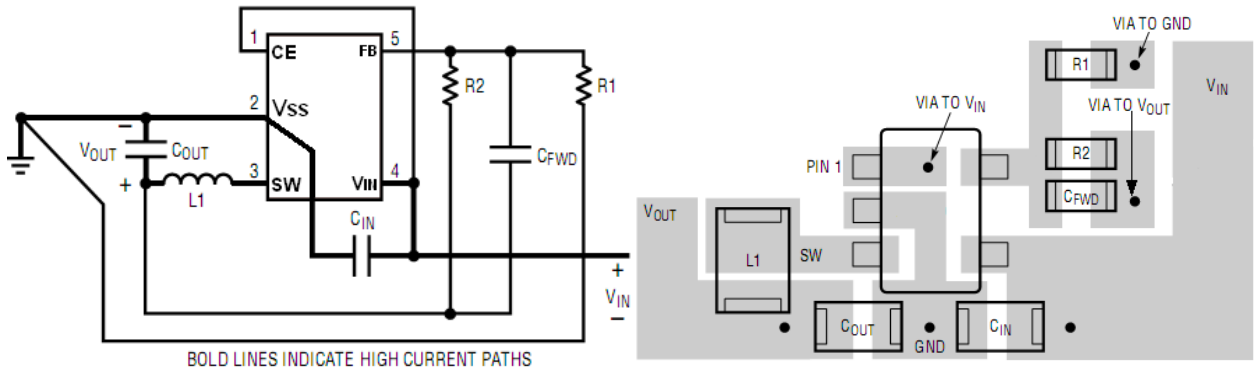 1
CE
FB
5
R2
R1
2
VSS
−
VOUT
COUT
+
3
SW
L1
VIN
4
CFWD
CIN
+
VIN
−
BOLD LINES INDICATE HIGH CURRENT PATHS
VIA TO GND
R1
VIN
VIA TO VIN
VIA TO VOUT
PIN 1
R2
CFWD
VOUT
L1
SW
COUT
GND
CIN